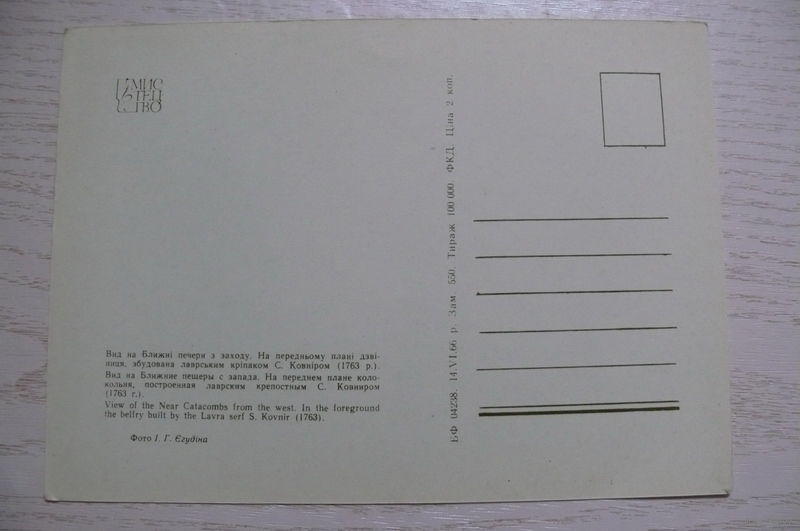 МИС
ТЕЦ
ТВО
Вид на Ближні печери з заходу. На передньому плані дзві-
ниця, збудована лаврським кріпаком С. Ковніром (1763 р.).
Вид на Ближние пещеры с запада. На переднем плане коло-
кольня, построенная лаврским крепостным С. Ковниром
(1763 г.).
View of the Near Catacombs from the west. In the foreground
the belfry built by the Lavra serf S. Kovnir (1763).
Фото І. Г. Єгудіна
БФ 04238. 14.VI.66 р. Зам. 550. Тираж 100 000. ФКД. Ціна 2 коп.